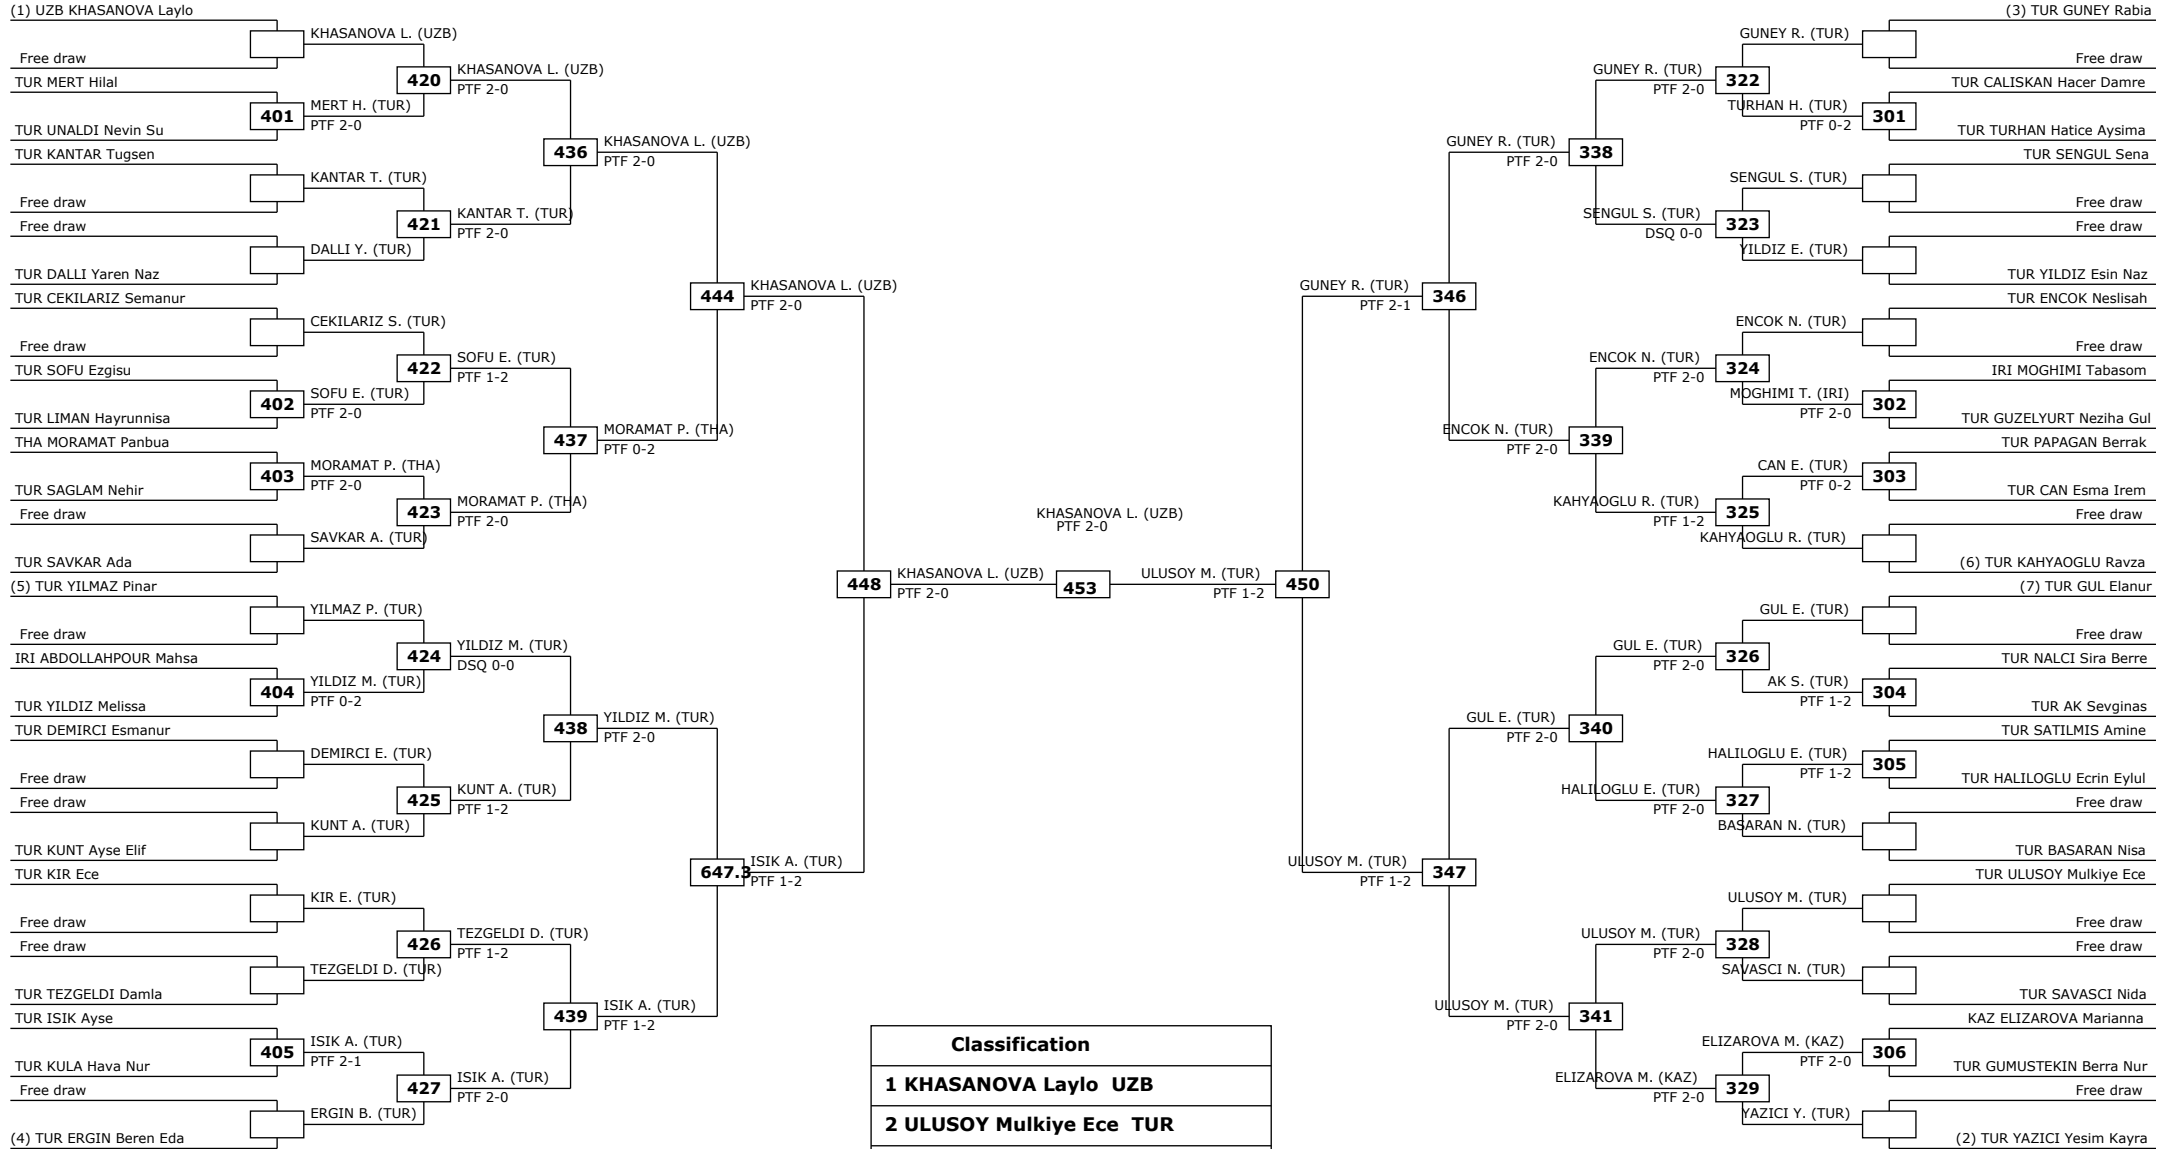 (1) UZB KHASANOVA Laylo
Free draw
TUR MERT Hilal
TUR UNALDI Nevin Su
TUR KANTAR Tugsen
Free draw
Free draw
TUR DALLI Yaren Naz
TUR CEKILARIZ Semanur
Free draw
TUR SOFU Ezgisu
TUR LIMAN Hayrunnisa
THA MORAMAT Panbua
TUR SAGLAM Nehir
Free draw
TUR SAVKAR Ada
(5) TUR YILMAZ Pinar
Free draw
IRI ABDOLLAHPOUR Mahsa
TUR YILDIZ Melissa
TUR DEMIRCI Esmanur
Free draw
Free draw
TUR KUNT Ayse Elif
TUR KIR Ece
Free draw
Free draw
TUR TEZGELDI Damla
TUR ISIK Ayse
TUR KULA Hava Nur
Free draw
(4) TUR ERGIN Beren Eda
KHASANOVA L. (UZB)
401
MERT H. (TUR)
PTF 2-0
KANTAR T. (TUR)
DALLI Y. (TUR)
CEKILARIZ S. (TUR)
402
SOFU E. (TUR)
PTF 2-0
403
MORAMAT P. (THA)
PTF 2-0
SAVKAR A. (TUR)
YILMAZ P. (TUR)
404
YILDIZ M. (TUR)
PTF 0-2
DEMIRCI E. (TUR)
KUNT A. (TUR)
KIR E. (TUR)
TEZGELDI D. (TUR)
405
ISIK A. (TUR)
PTF 2-1
ERGIN B. (TUR)
420
KHASANOVA L. (UZB)
PTF 2-0
421
KANTAR T. (TUR)
PTF 2-0
422
SOFU E. (TUR)
PTF 1-2
423
MORAMAT P. (THA)
PTF 2-0
424
YILDIZ M. (TUR)
DSQ 0-0
425
KUNT A. (TUR)
PTF 1-2
426
TEZGELDI D. (TUR)
PTF 1-2
427
ISIK A. (TUR)
PTF 2-0
436
KHASANOVA L. (UZB)
PTF 2-0
437
MORAMAT P. (THA)
PTF 0-2
438
YILDIZ M. (TUR)
PTF 2-0
439
ISIK A. (TUR)
PTF 1-2
444
KHASANOVA L. (UZB)
PTF 2-0
647.3
ISIK A. (TUR)
PTF 1-2
448
KHASANOVA L. (UZB)
PTF 2-0
KHASANOVA L. (UZB)
PTF 2-0
453
ULUSOY M. (TUR)
PTF 1-2
450
GUNEY R. (TUR)
PTF 2-1
346
ULUSOY M. (TUR)
PTF 1-2
347
GUNEY R. (TUR)
PTF 2-0
338
ENCOK N. (TUR)
PTF 2-0
339
GUL E. (TUR)
PTF 2-0
340
ULUSOY M. (TUR)
PTF 2-0
341
GUNEY R. (TUR)
PTF 2-0
322
SENGUL S. (TUR)
DSQ 0-0
323
ENCOK N. (TUR)
PTF 2-0
324
KAHYAOGLU R. (TUR)
PTF 1-2
325
GUL E. (TUR)
PTF 2-0
326
HALILOGLU E. (TUR)
PTF 2-0
327
ULUSOY M. (TUR)
PTF 2-0
328
ELIZAROVA M. (KAZ)
PTF 2-0
329
GUNEY R. (TUR)
TURHAN H. (TUR)
PTF 0-2
301
SENGUL S. (TUR)
YILDIZ E. (TUR)
ENCOK N. (TUR)
MOGHIMI T. (IRI)
PTF 2-0
302
CAN E. (TUR)
PTF 0-2
303
KAHYAOGLU R. (TUR)
GUL E. (TUR)
AK S. (TUR)
PTF 1-2
304
HALILOGLU E. (TUR)
PTF 1-2
305
BASARAN N. (TUR)
ULUSOY M. (TUR)
SAVASCI N. (TUR)
ELIZAROVA M. (KAZ)
PTF 2-0
306
YAZICI Y. (TUR)
(3) TUR GUNEY Rabia
Free draw
TUR CALISKAN Hacer Damre
TUR TURHAN Hatice Aysima
TUR SENGUL Sena
Free draw
Free draw
TUR YILDIZ Esin Naz
TUR ENCOK Neslisah
Free draw
IRI MOGHIMI Tabasom
TUR GUZELYURT Neziha Gul
TUR PAPAGAN Berrak
TUR CAN Esma Irem
Free draw
(6) TUR KAHYAOGLU Ravza
(7) TUR GUL Elanur
Free draw
TUR NALCI Sira Berre
TUR AK Sevginas
TUR SATILMIS Amine
TUR HALILOGLU Ecrin Eylul
Free draw
TUR BASARAN Nisa
TUR ULUSOY Mulkiye Ece
Free draw
Free draw
TUR SAVASCI Nida
KAZ ELIZAROVA Marianna
TUR GUMUSTEKIN Berra Nur
Free draw
(2) TUR YAZICI Yesim Kayra
Classification
1 KHASANOVA Laylo UZB
2 ULUSOY Mulkiye Ece TUR